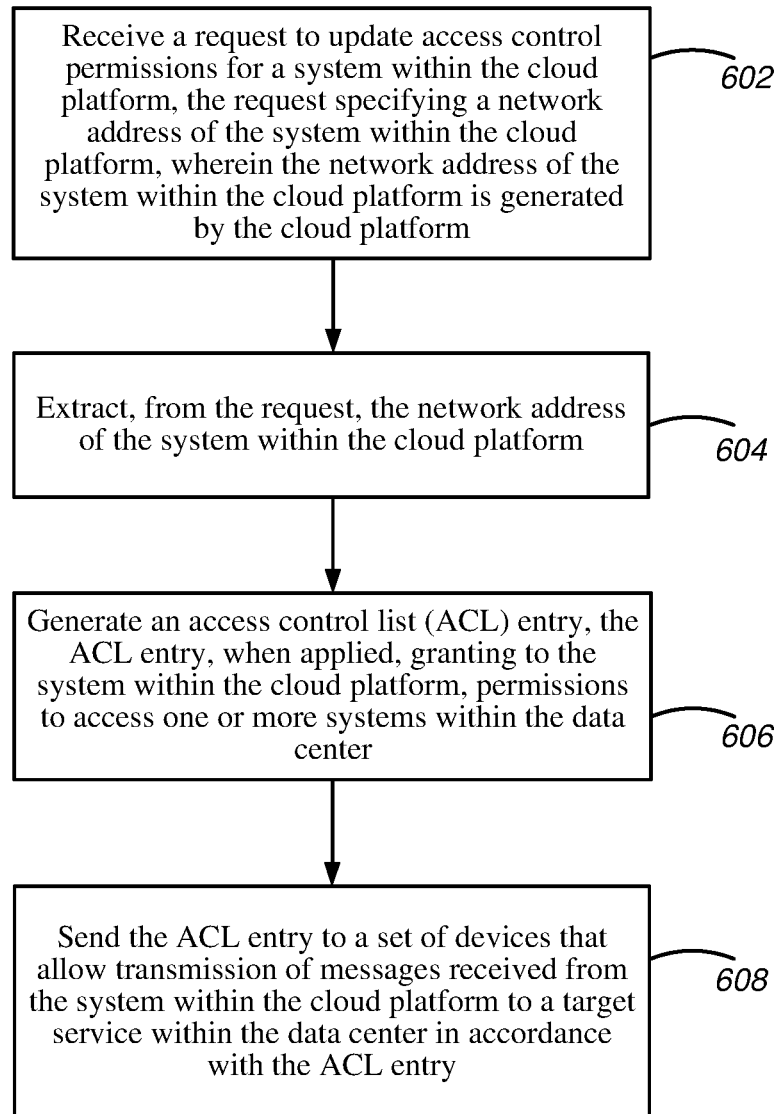 Receive a request to update access control
permissions for a system within the cloud
platform, the request specifying a network
address of the system within the cloud
platform, wherein the network address of the
system within the cloud platform is generated
by the cloud platform
602
Extract, from the request, the network address
of the system within the cloud platform
604
Generate an access control list (ACL) entry, the
ACL entry, when applied, granting to the
system within the cloud platform, permissions
to access one or more systems within the data
center
606
Send the ACL entry to a set of devices that
allow transmission of messages received from
the system within the cloud platform to a target
service within the data center in accordance
with the ACL entry
608